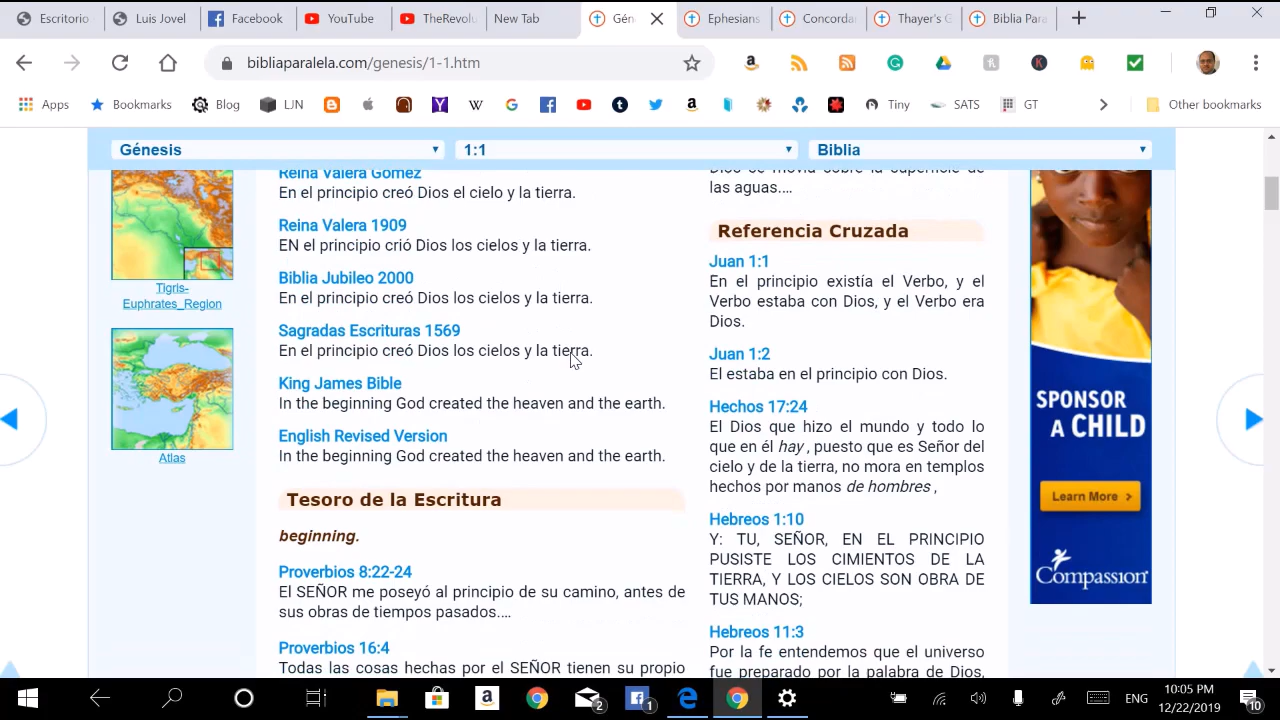 Escritorio
Luis Jovel
Facebook
YouTube
TheRevolu
New Tab
Gén
Ephesians
Concorda
Thayer's G
Biblia Para
bibliaparalela.com/genesis/1-1.htm
Apps
Bookmarks
Blog
LJN
Tiny
SATS
GT
Other bookmarks
Génesis
1:1
Biblia
Tigris-
Euphrates_Region
Atlas
Reina Valera Gómez
En el principio creó Dios el cielo y la tierra.
Reina Valera 1909
EN el principio crió Dios los cielos y la tierra.
Biblia Jubileo 2000
En el principio creó Dios los cielos y la tierra.
Sagradas Escrituras 1569
En el principio creó Dios los cielos y la tierra.
King James Bible
In the beginning God created the heaven and the earth.
English Revised Version
In the beginning God created the heaven and the earth.
Tesoro de la Escritura
beginning.
Proverbios 8:22-24
El SEÑOR me poseyó al principio de su camino, antes de
sus obras de tiempos pasados.…
Proverbios 16:4
Todas las cosas hechas por el SEÑOR tienen su propio
Dios se movía sobre la superficie de
las aguas.…
Referencia Cruzada
Juan 1:1
En el principio existía el Verbo, y el
Verbo estaba con Dios, y el Verbo era
Dios.
Juan 1:2
El estaba en el principio con Dios.
Hechos 17:24
El Dios que hizo el mundo y todo lo
que en él hay , puesto que es Señor del
cielo y de la tierra, no mora en templos
hechos por manos de hombres ,
Hebreos 1:10
Y: TU, SEÑOR, EN EL PRINCIPIO
PUSISTE LOS CIMIENTOS DE LA
TIERRA, Y LOS CIELOS SON OBRA DE
TUS MANOS;
Hebreos 11:3
Por la fe entendemos que el universo
fue preparado por la palabra de Dios,
SPONSOR
A CHILD
Learn More
Compassion
2
1
ENG
10:05 PM
12/22/2019
10